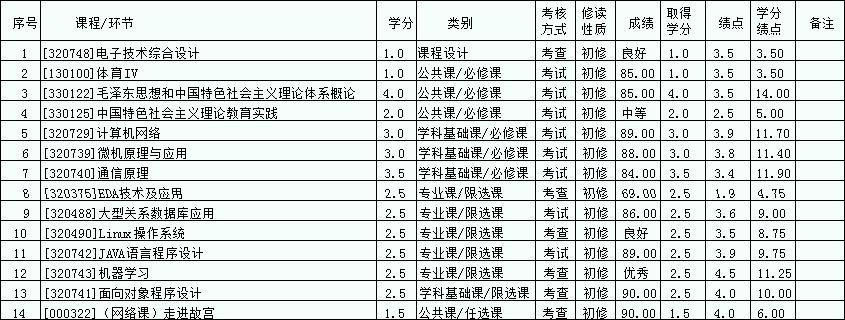 序号 课程/环节 学分 类别 考核方式 修读性质 成绩 取得学分 绩点 学分绩点 备注
1 [320748]电子技术综合设计 1.0 课程设计 考查 初修 良好 1.0 3.5 3.50
2 [130100]体育IV 1.0 公共课/必修课 考试 初修 85.00 1.0 3.5 3.50
3 [330122]毛泽东思想和中国特色社会主义理论体系概论 4.0 公共课/必修课 考试 初修 85.00 4.0 3.5 14.00
4 [330125]中国特色社会主义理论教育实践 2.0 公共课/必修课 考试 初修 中等 2.0 2.5 5.00
5 [320729]计算机网络 3.0 学科基础课/必修课 考试 初修 89.00 3.0 3.9 11.70
6 [320739]微机原理与应用 3.0 学科基础课/必修课 考试 初修 88.00 3.0 3.8 11.40
7 [320740]通信原理 3.5 学科基础课/必修课 考试 初修 84.00 3.5 3.4 11.90
8 [320375]EDA技术及应用 2.5 专业课/限选课 考查 初修 69.00 2.5 1.9 4.75
9 [320488]大型关系数据库应用 2.5 专业课/限选课 考试 初修 86.00 2.5 3.6 9.00
10 [320490]Linux操作系统 2.5 专业课/限选课 考查 初修 良好 2.5 3.5 8.75
11 [320742]JAVA语言程序设计 2.5 专业课/限选课 考试 初修 89.00 2.5 3.9 9.75
12 [320743]机器学习 2.5 专业课/限选课 考查 初修 优秀 2.5 4.5 11.25
13 [320741]面向对象程序设计 2.5 学科基础课/限选课 考查 初修 90.00 2.5 4.0 10.00
14 [000322]（网络课）走进故宫 1.5 公共课/任选课 考查 初修 90.00 1.5 4.0 6.00